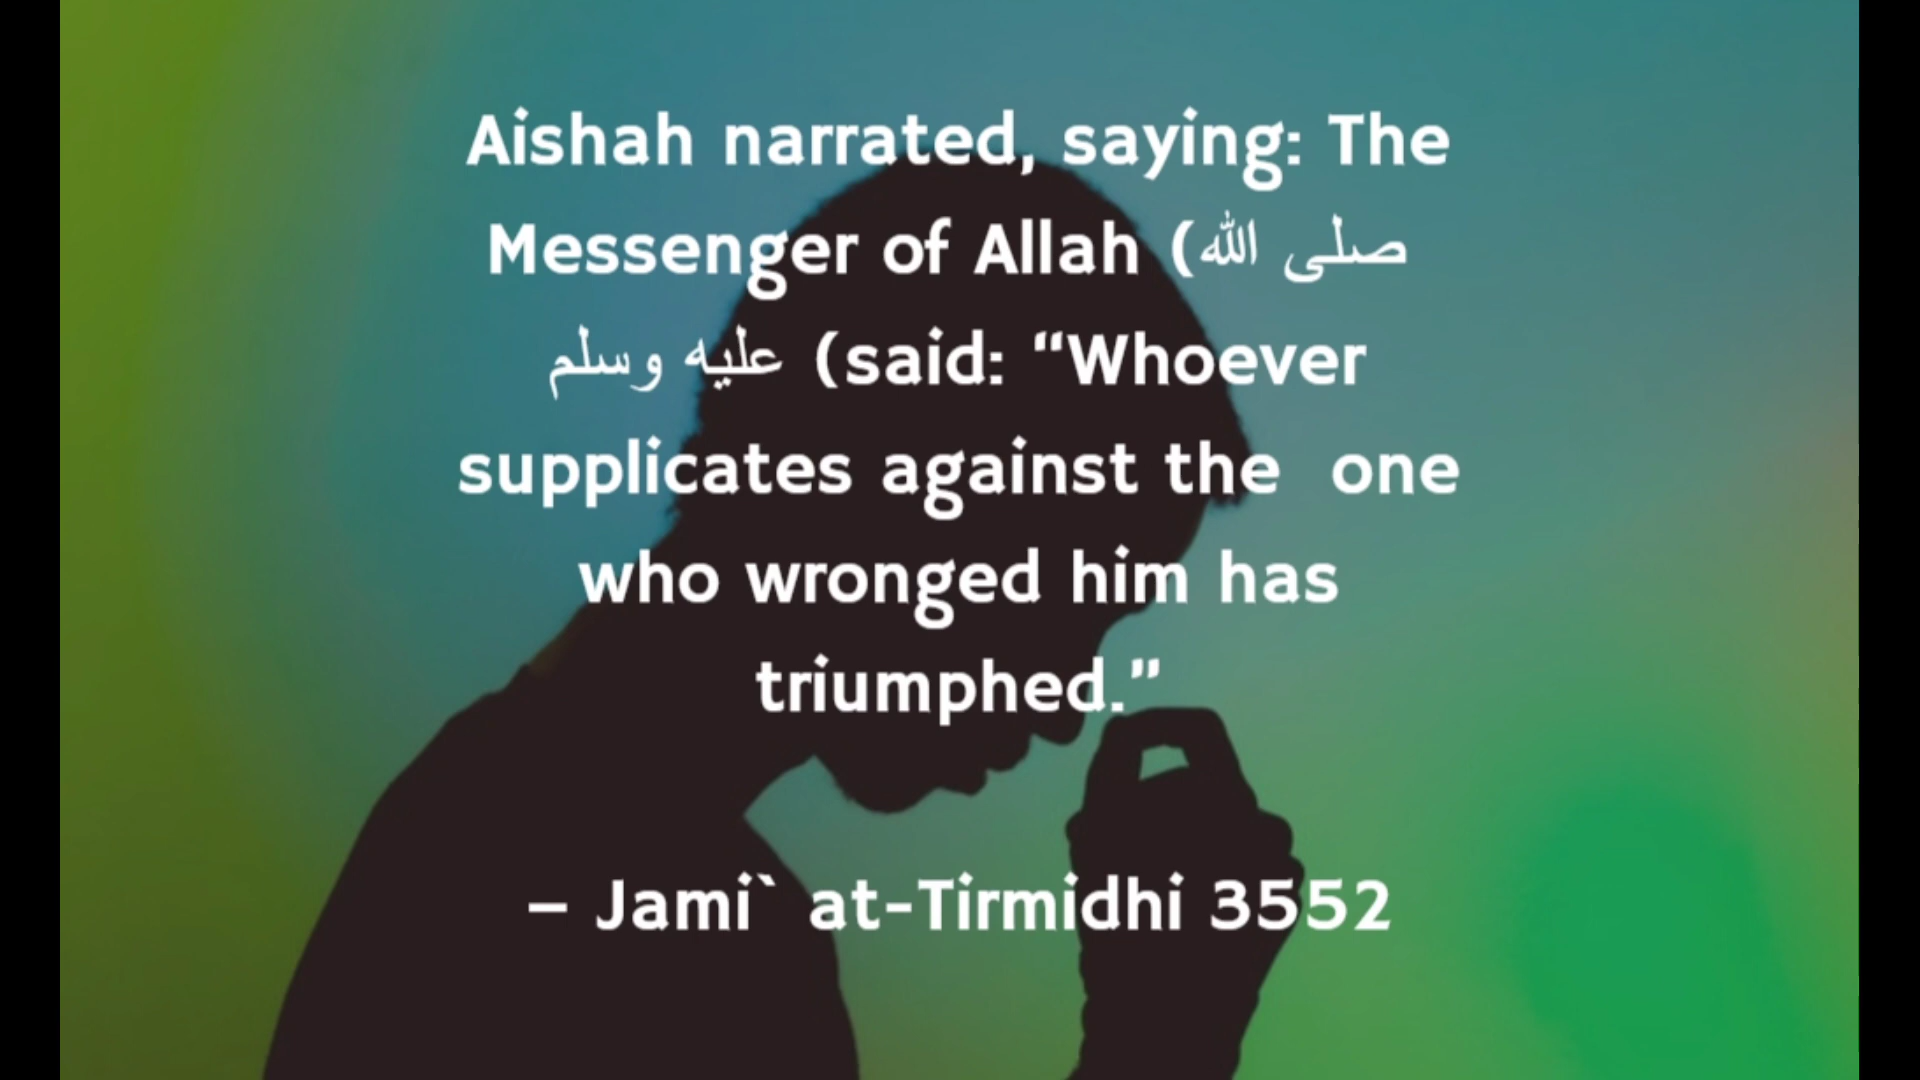 Aishah narrated, saying: The
Messenger of Allah (صلى الله
عليه وسلم (said: “Whoever
supplicates against the  one
who wronged him has
triumphed.”
– Jami` at-Tirmidhi 3552